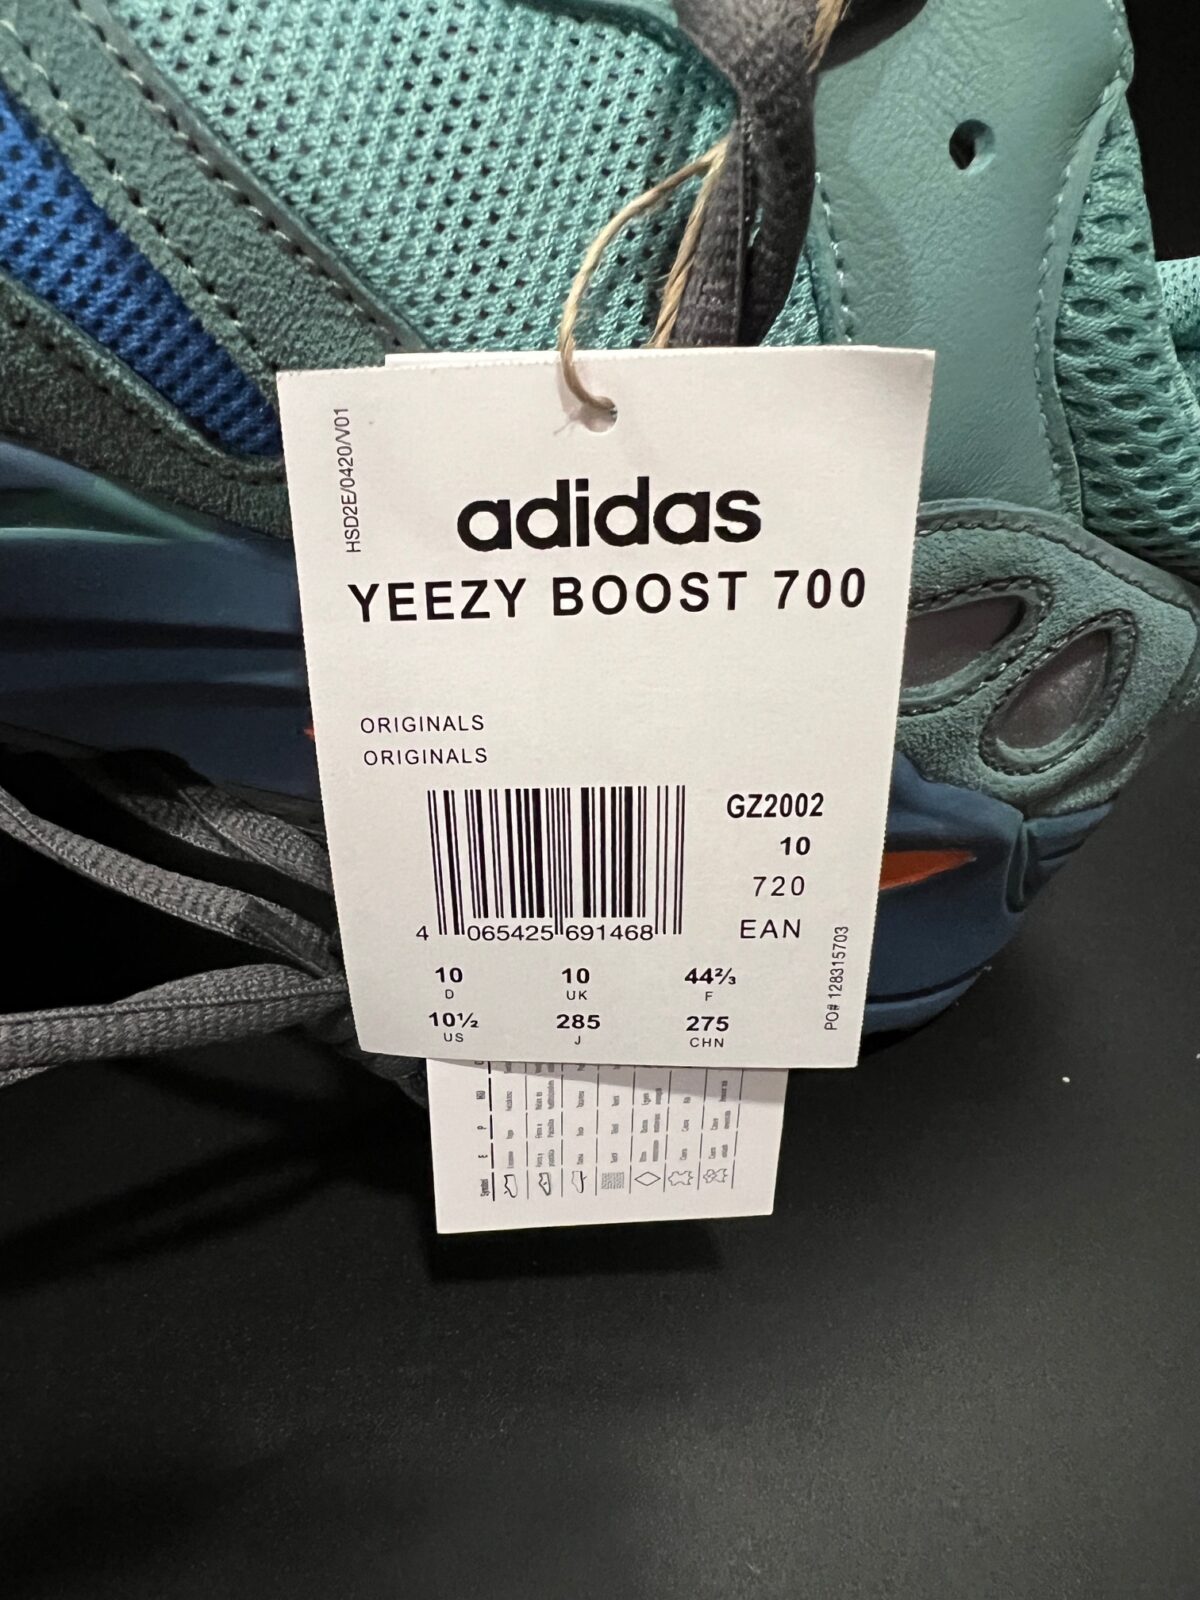 HSD2E/0420/V01
adidas
YEEZY BOOST 700
ORIGINALS
ORIGINALS
GZ2002
10
720
EAN
4 065425 691468
10 10 44⅔
D UK F
10½ 285 275
US J CHN
PO# 128315703
Symbol E P